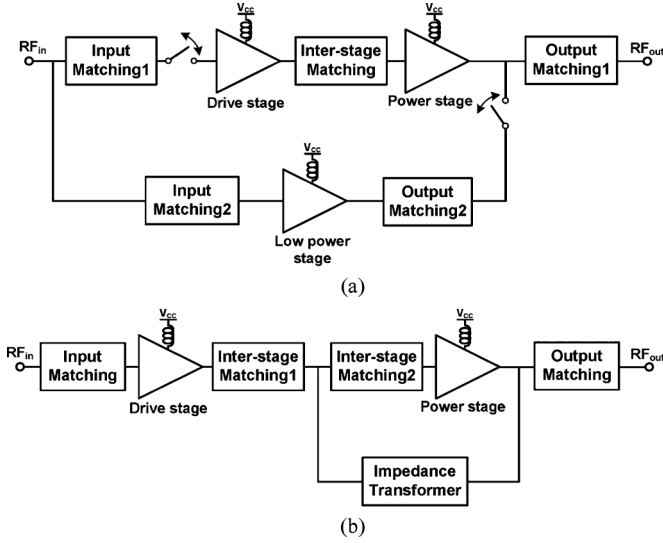 Vcc
Vcc
RFin
Input
Matching1
Inter-stage
Matching
Output
Matching1
RFout
Drive stage
Power stage
Vcc
Input
Matching2
Output
Matching2
Low power
stage
(a)
Vcc
Vcc
RFin
Input
Matching
Inter-stage
Matching1
Inter-stage
Matching2
Output
Matching
RFout
Drive stage
Power stage
Impedance
Transformer
(b)